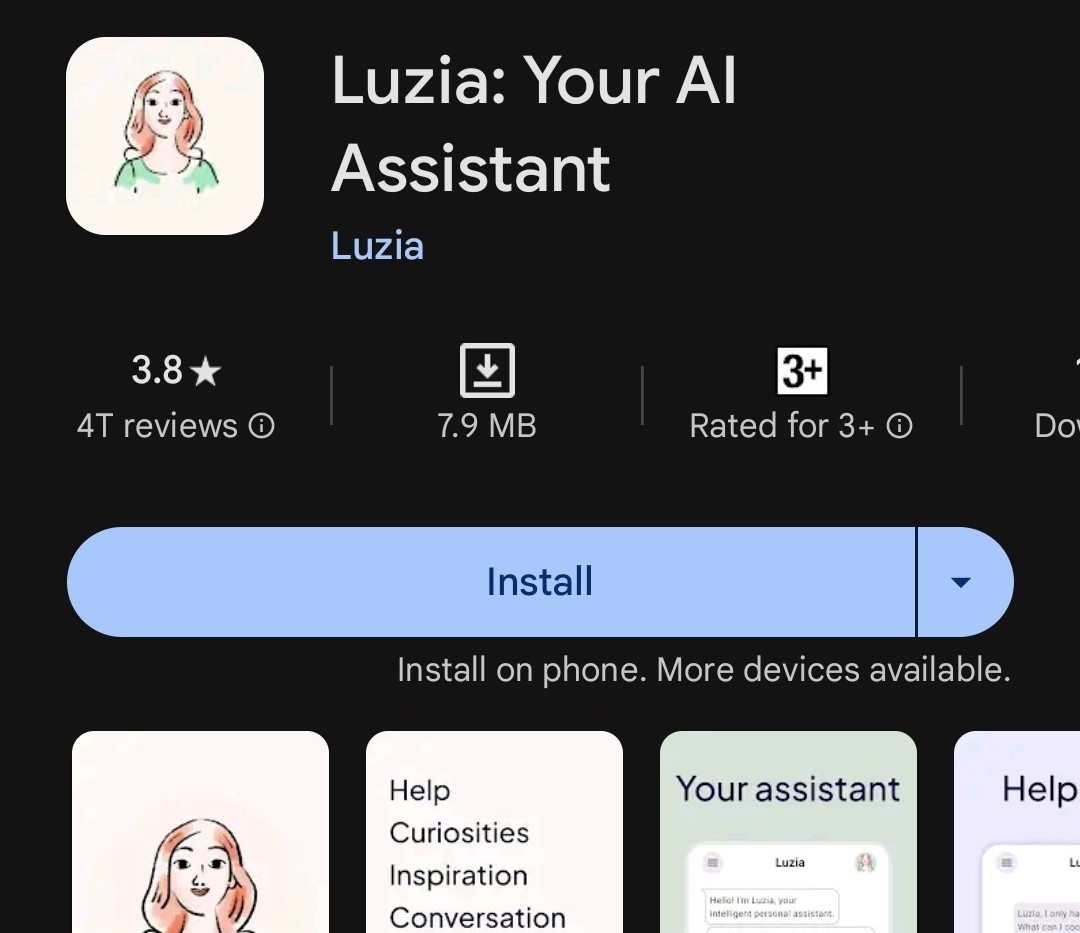 Luzia: Your AI
Assistant
Luzia
3.8★
4T reviews
7.9 MB
3+
Rated for 3+
Install
Install on phone. More devices available.
Help
Curiosities
Inspiration
Conversation
Your assistant
Luzia
Hello! I'm Luzia, your
intelligent personal assistant.
Help
Luzia, I only ha
What can I coo